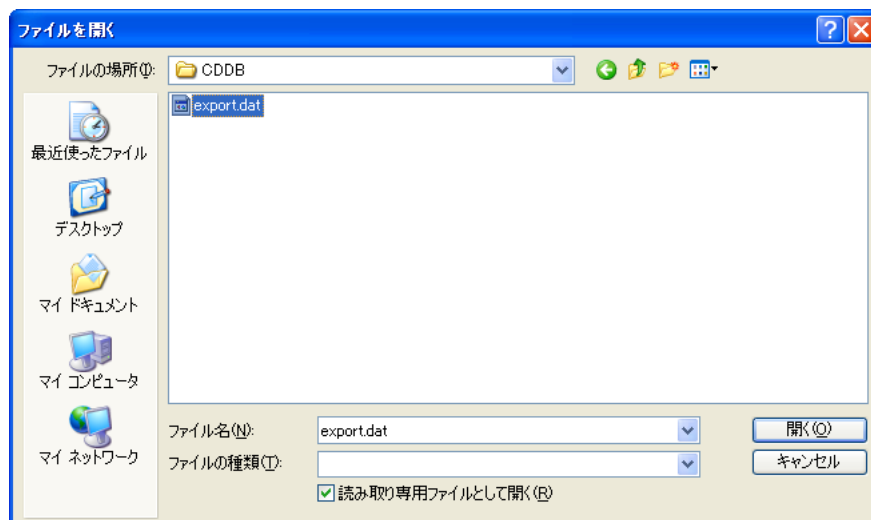 ファイルを開く
ファイルの場所(I):
CDDB
export.dat
最近使ったファイル
デスクトップ
マイ ドキュメント
マイ コンピュータ
マイ ネットワーク
ファイル名(N):
export.dat
開く(O)
ファイルの種類(T):
キャンセル
読み取り専用ファイルとして開く(R)